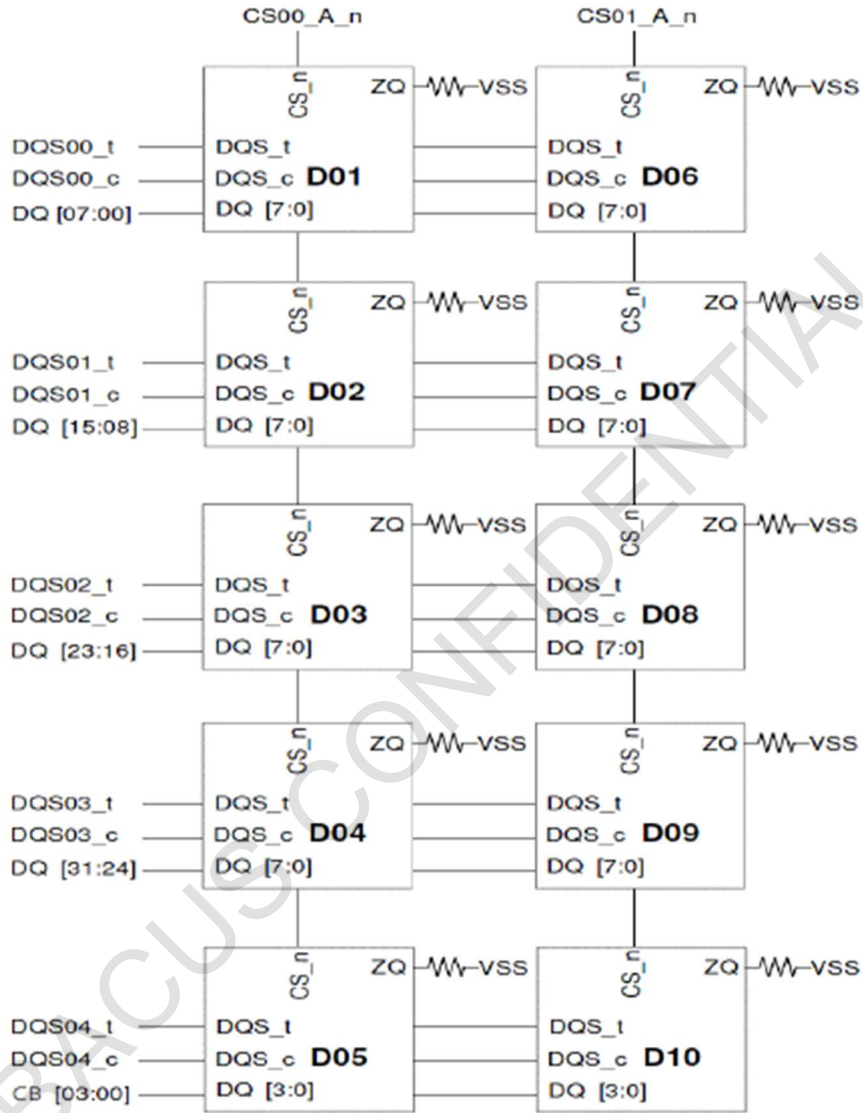 CS00_A_n CS01_A_n
CS_n ZQ VSS CS_n ZQ VSS
DQS00_t DQS_t DQS_t
DQS00_c DQS_c D01 DQS_c D06
DQ [07:00] DQ [7:0] DQ [7:0]
CS_n ZQ VSS CS_n ZQ VSS
DQS01_t DQS_t DQS_t
DQS01_c DQS_c D02 DQS_c D07
DQ [15:08] DQ [7:0] DQ [7:0]
CS_n ZQ VSS CS_n ZQ VSS
DQS02_t DQS_t DQS_t
DQS02_c DQS_c D03 DQS_c D08
DQ [23:16] DQ [7:0] DQ [7:0]
CS_n ZQ VSS CS_n ZQ VSS
DQS03_t DQS_t DQS_t
DQS03_c DQS_c D04 DQS_c D09
DQ [31:24] DQ [7:0] DQ [7:0]
CS_n ZQ VSS CS_n ZQ VSS
DQS04_t DQS_t DQS_t
DQS04_c DQS_c D05 DQS_c D10
CB [03:00] DQ [3:0] DQ [3:0]
BACUS CONFIDENTIAL